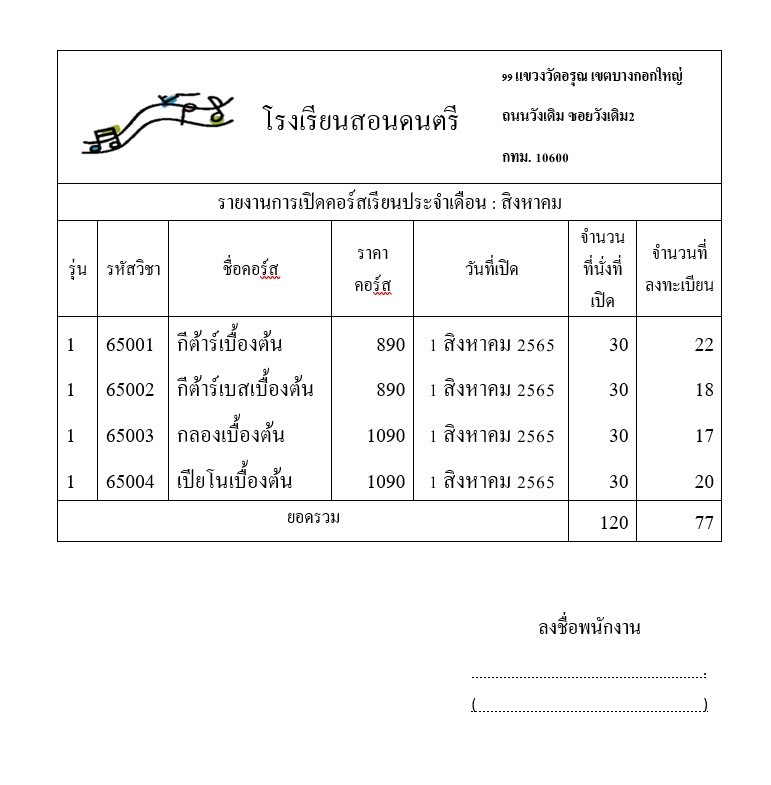 ๑๑ แขวงวัดอรุณ เขตบางกอกใหญ่
โรงเรียนสอนดนตรี
ถนนวังเดิม ซอยวังเดิม2
กทม. 10600
รายงานการเปิดคอร์สเรียนประจำเดือน : สิงหาคม
รุ่น รหัสวิชา ชื่อคอร์ส ราคา คอร์ส วันที่เปิด จำนวน ที่นั่งที่ เปิด จำนวนที่ ลงทะเบียน
1 65001 กีต้าร์เบื้องต้น 890 1 สิงหาคม 2565 30 22
1 65002 กีต้าร์เบสเบื้องต้น 890 1 สิงหาคม 2565 30 18
1 65003 กลองเบื้องต้น 1090 1 สิงหาคม 2565 30 17
1 65004 เปียโนเบื้องต้น 1090 1 สิงหาคม 2565 30 20
ยอดรวม 120 77
ลงชื่อพนักงาน
(                    )